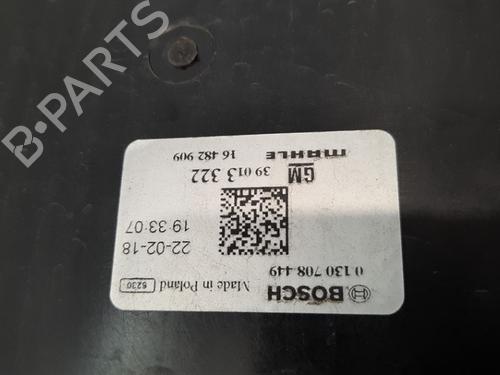 BOSCH
0 130 708 449
Made in Poland
6230
22-02-18
19:33:07
GM
39 013 322
MAHLE
16 482 909
B-PARTS